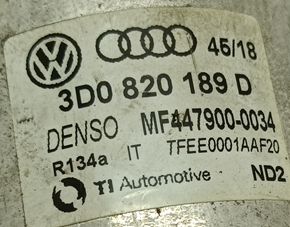 45/18
3D0 820 189 D
DENSO MF447900-0034
R134a IT TFEE0001AAF20
TI Automotive ND2